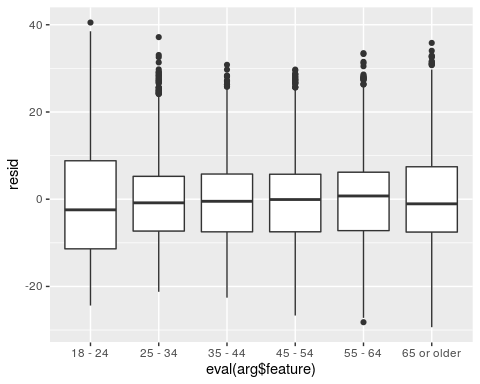 resid
40
20
0
-20
18 - 24
25 - 34
35 - 44
45 - 54
55 - 64
65 or older
eval(arg$feature)